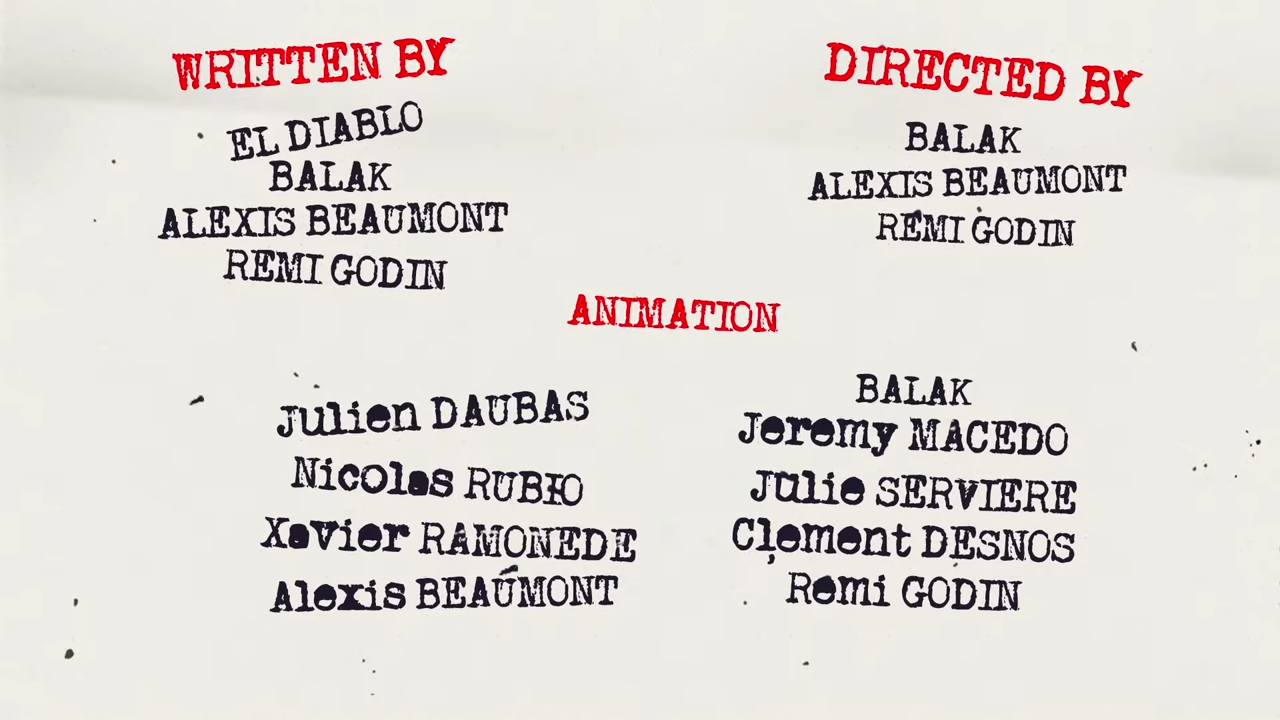 WRITTEN BY
EL DIABLO
BALAK
ALEXIS BEAUMONT
REMI GODIN
DIRECTED BY
BALAK
ALEXIS BEAUMONT
REMI GODIN
ANIMATION
Julien DAUBAS
Nicolas RUBIO
Xavier RAMONEDE
Alexis BEAUMONT
BALAK
Jeremy MACEDO
Julie SERVIERE
Clement DESNOS
Remi GODIN